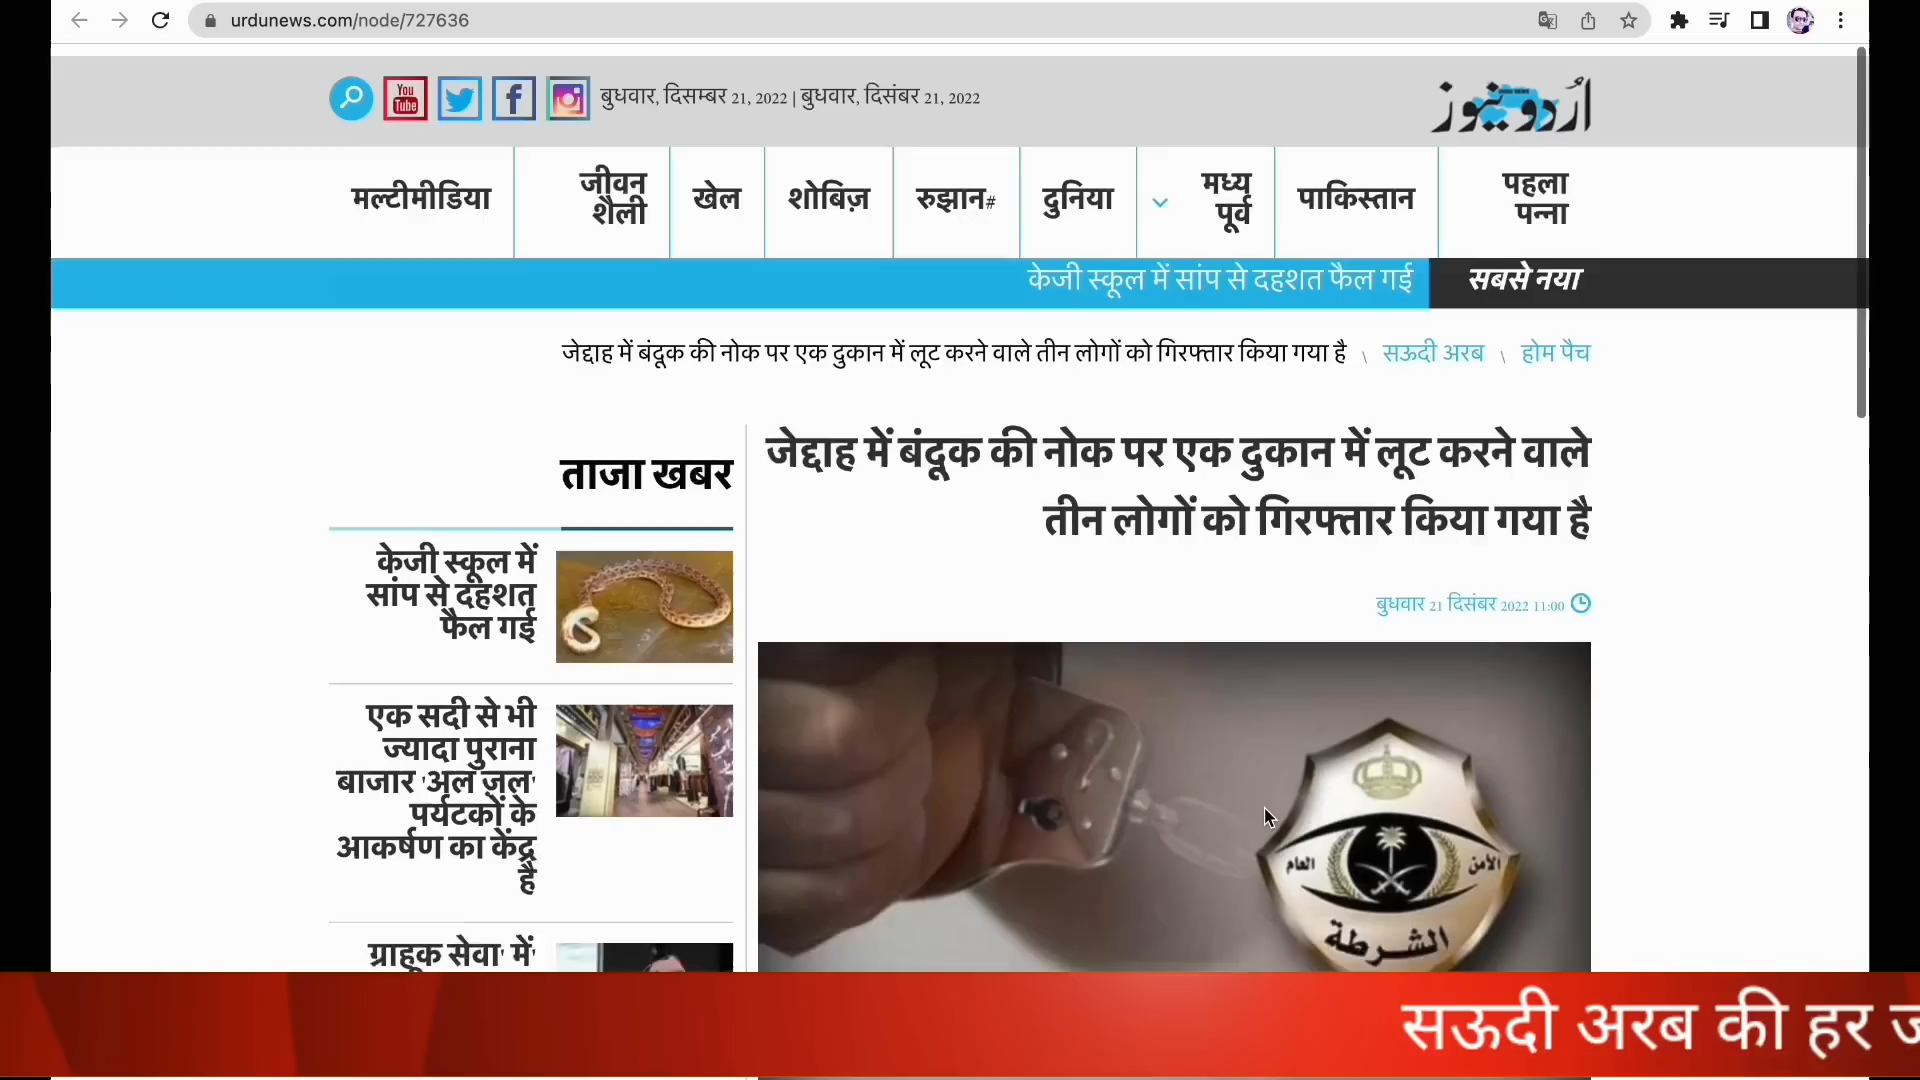 urdunews.com/node/727636
You
Tube
बुधवार, दिसम्बर 21, 2022 | बुधवार, दिसंबर 21, 2022
اُردو نیوز
मल्टीमीडिया
जीवन
शैली
खेल
शोबिज़
रुझान#
दुनिया
मध्य
पूर्व
पाकिस्तान
पहला
पन्ना
केजी स्कूल में सांप से दहशत फैल गई
सबसे नया
जेद्दाह में बंदूक की नोक पर एक दुकान में लूट करने वाले तीन लोगों को गिरफ्तार किया गया है \ सऊदी अरब \ होम पैच
जेद्दाह में बंदूक की नोक पर एक दुकान में लूट करने वाले
तीन लोगों को गिरफ्तार किया गया है
बुधवार 21 दिसंबर 2022 11:00
ताजा खबर
केजी स्कूल में
सांप से दहशत
फैल गई
एक सदी से भी
ज्यादा पुराना
बाजार 'अल जल'
पर्यटकों के
आकर्षण का केंद्र
है
ग्राहक सेवा' में'
الأمن
العام
الشرطة
सऊदी अरब की हर ज